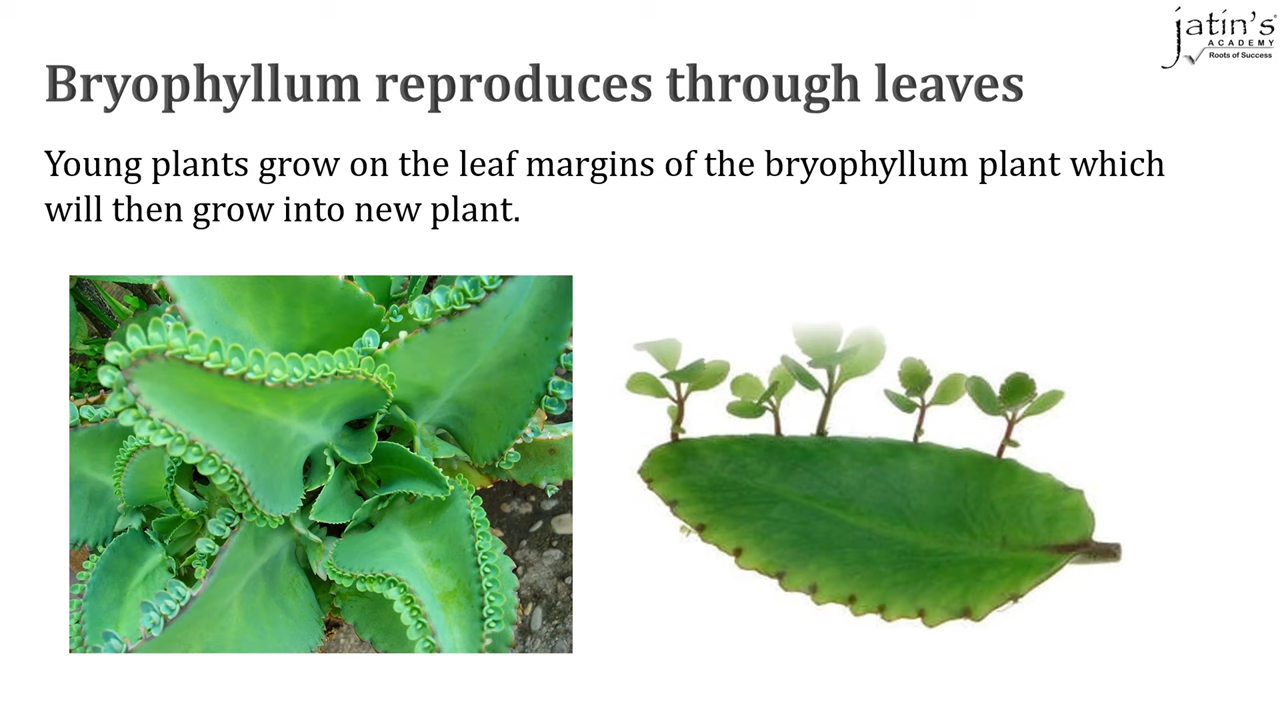 Jatin's
ACADEMY
Roots of Success
Bryophyllum reproduces through leaves
Young plants grow on the leaf margins of the bryophyllum plant which
will then grow into new plant.